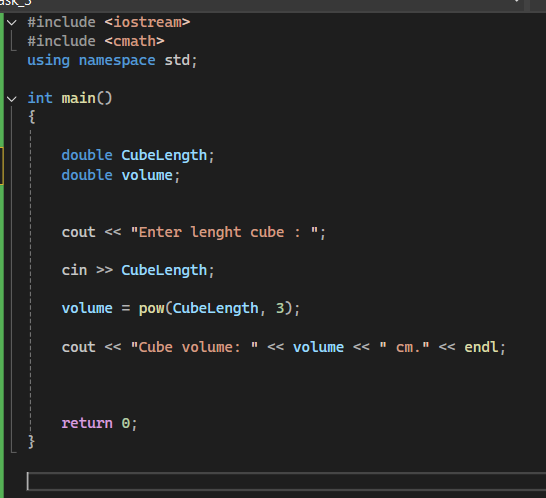 #include <iostream>
#include <cmath>
using namespace std;
int main()
{
double CubeLength;
double volume;
cout << "Enter lenght cube : ";
cin >> CubeLength;
volume = pow(CubeLength, 3);
cout << "Cube volume: " << volume << " cm." << endl;
return 0;
}